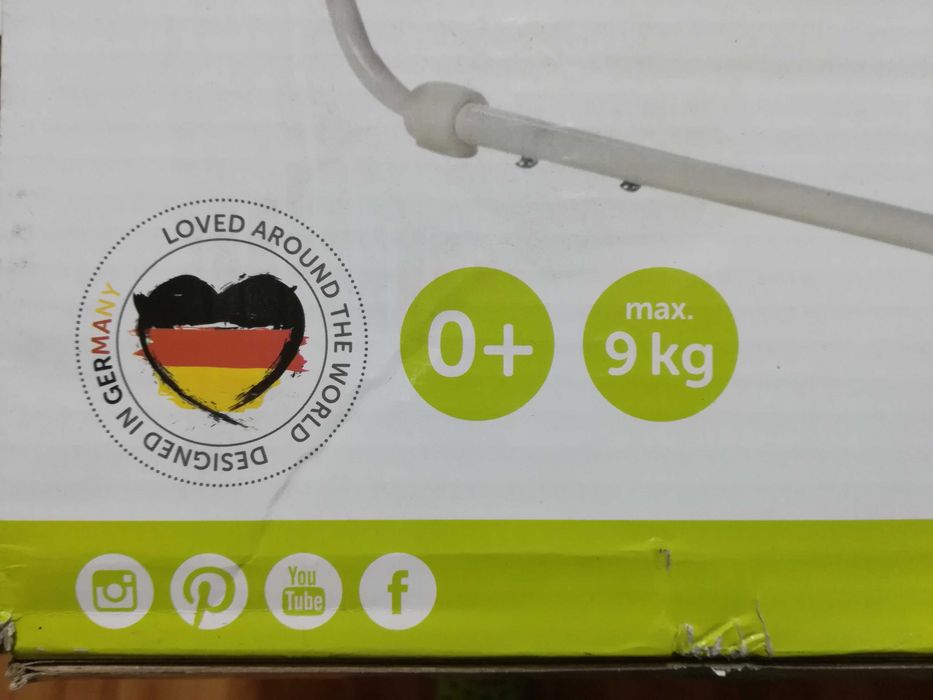 LOVED AROUND THE WORLD
DESIGNED IN GERMANY
0+
max.
9 kg
You
Tube
f